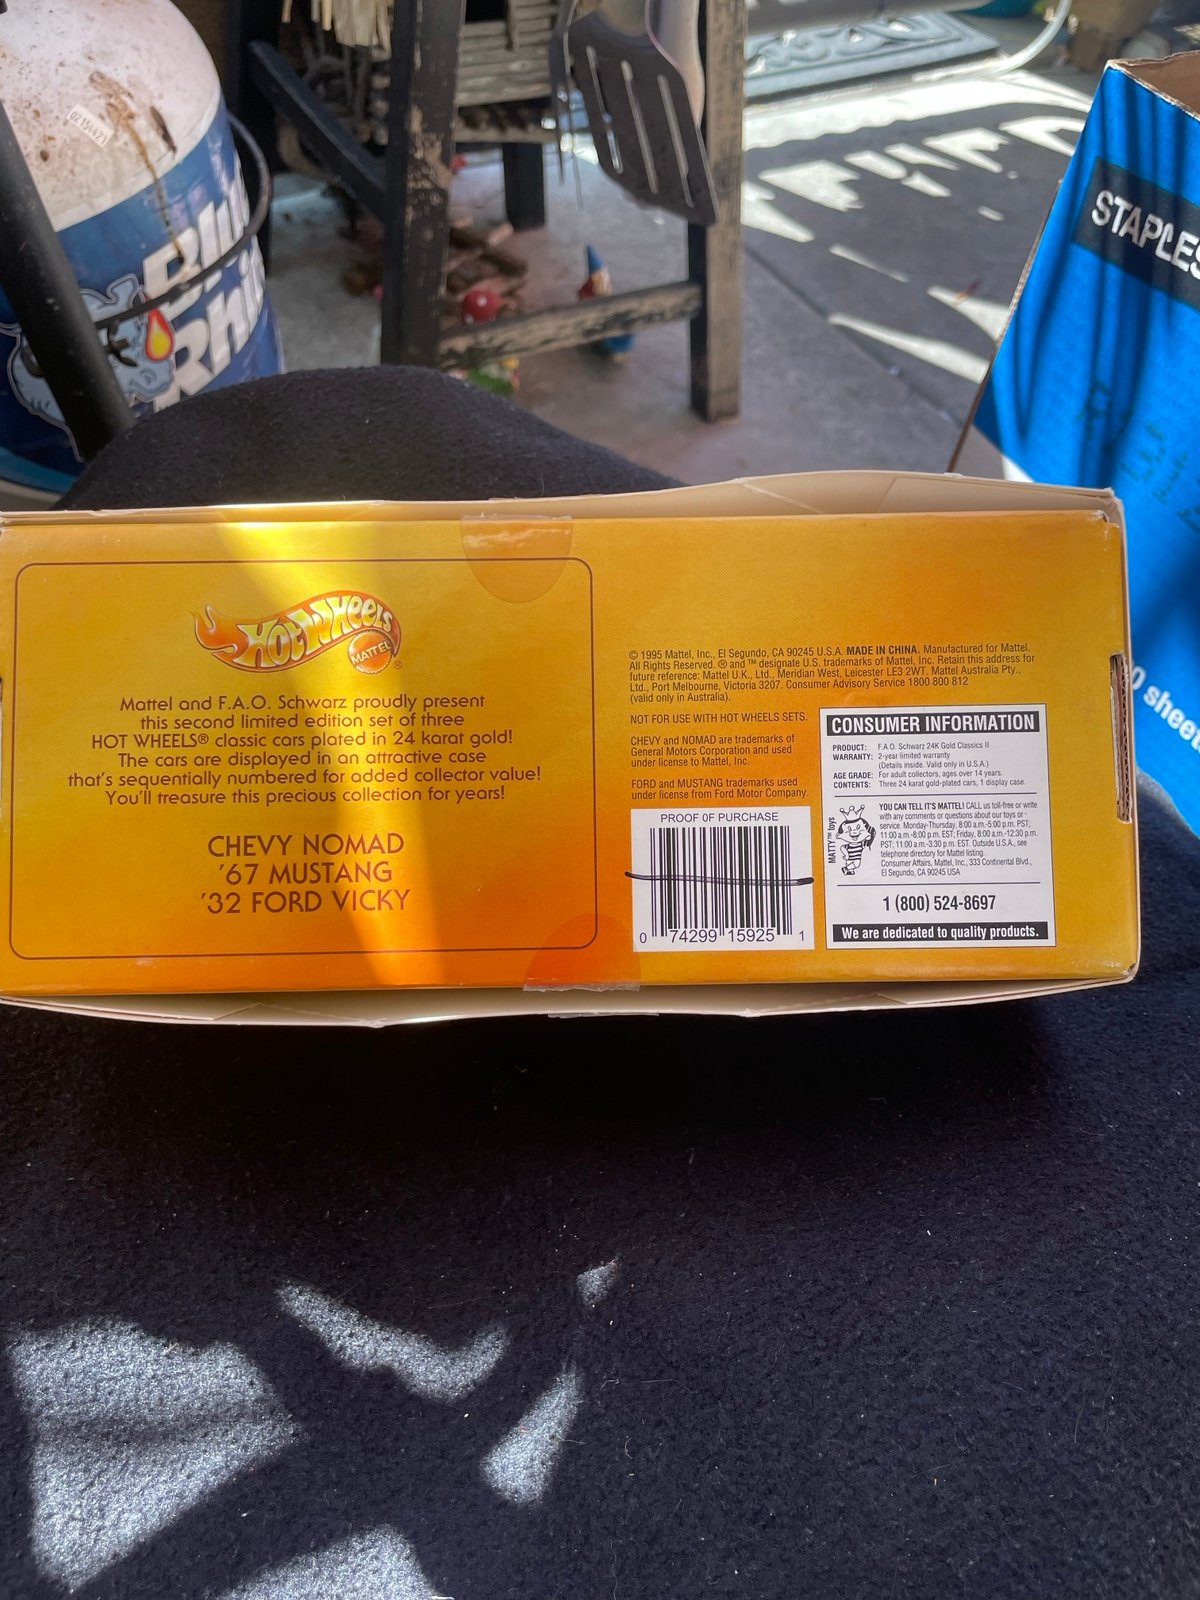 0215421
Blue
Rhino
STAPLES
0 sheets
HOT WHEELS
MATTEL
®
Mattel and F.A.O. Schwarz proudly present
this second limited edition set of three
HOT WHEELS® classic cars plated in 24 karat gold!
The cars are displayed in an attractive case
that's sequentially numbered for added collector value!
You'll treasure this precious collection for years!
CHEVY NOMAD
'67 MUSTANG
'32 FORD VICKY
© 1995 Mattel, Inc., El Segundo, CA 90245 U.S.A. MADE IN CHINA. Manufactured for Mattel.
All Rights Reserved. ® and ™ designate U.S. trademarks of Mattel, Inc. Retain this address for
future reference: Mattel U.K., Ltd., Meridian West, Leicester LE3 2WT. Mattel Australia Pty.,
Ltd., Port Melbourne, Victoria 3207. Consumer Advisory Service 1800 800 812
(valid only in Australia).
NOT FOR USE WITH HOT WHEELS SETS.
CHEVY and NOMAD are trademarks of
General Motors Corporation and used
under license to Mattel, Inc.
FORD and MUSTANG trademarks used
under license from Ford Motor Company.
PROOF OF PURCHASE
0 74299 15925 1
CONSUMER INFORMATION
PRODUCT: F.A.O. Schwarz 24K Gold Classics II
WARRANTY: 2-year limited warranty
(Details inside. Valid only in U.S.A.)
AGE GRADE: For adult collectors, ages over 14 years.
CONTENTS: Three 24 karat gold-plated cars, 1 display case.
MATTY™ toys
YOU CAN TELL IT'S MATTEL! CALL us toll-free or write
with any comments or questions about our toys or
service. Monday-Thursday, 8:00 a.m.-5:00 p.m. PST;
11:00 a.m.-8:00 p.m. EST; Friday, 8:00 a.m.-12:30 p.m.
PST; 11:00 a.m.-3:30 p.m. EST. Outside U.S.A., see
telephone directory for Mattel listing.
Consumer Affairs, Mattel, Inc., 333 Continental Blvd.,
El Segundo, CA 90245 USA
1 (800) 524-8697
We are dedicated to quality products.